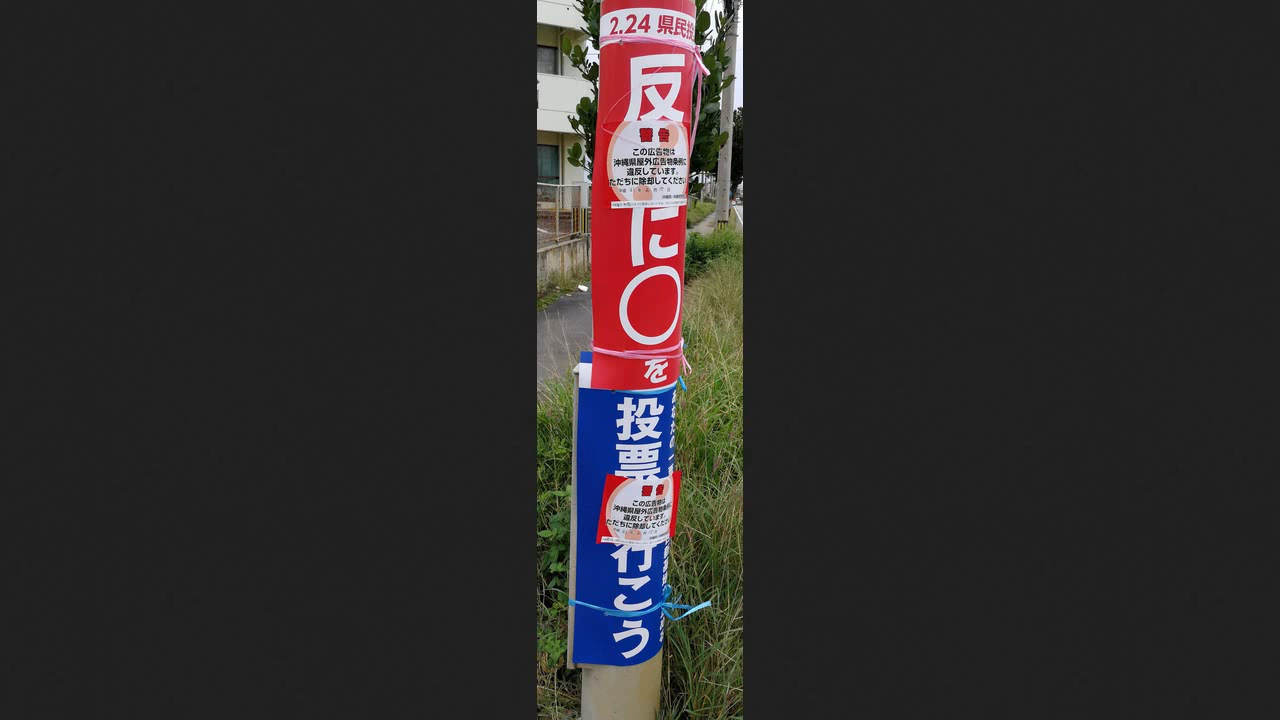 2.24 県民投
反
警告
この広告物は
沖縄県屋外広告物条例に
違反しています。
ただちに除却してください
に○
を
投票
警告
この広告物は
沖縄県屋外広告物条例に
違反しています。
ただちに除却してください
行こう